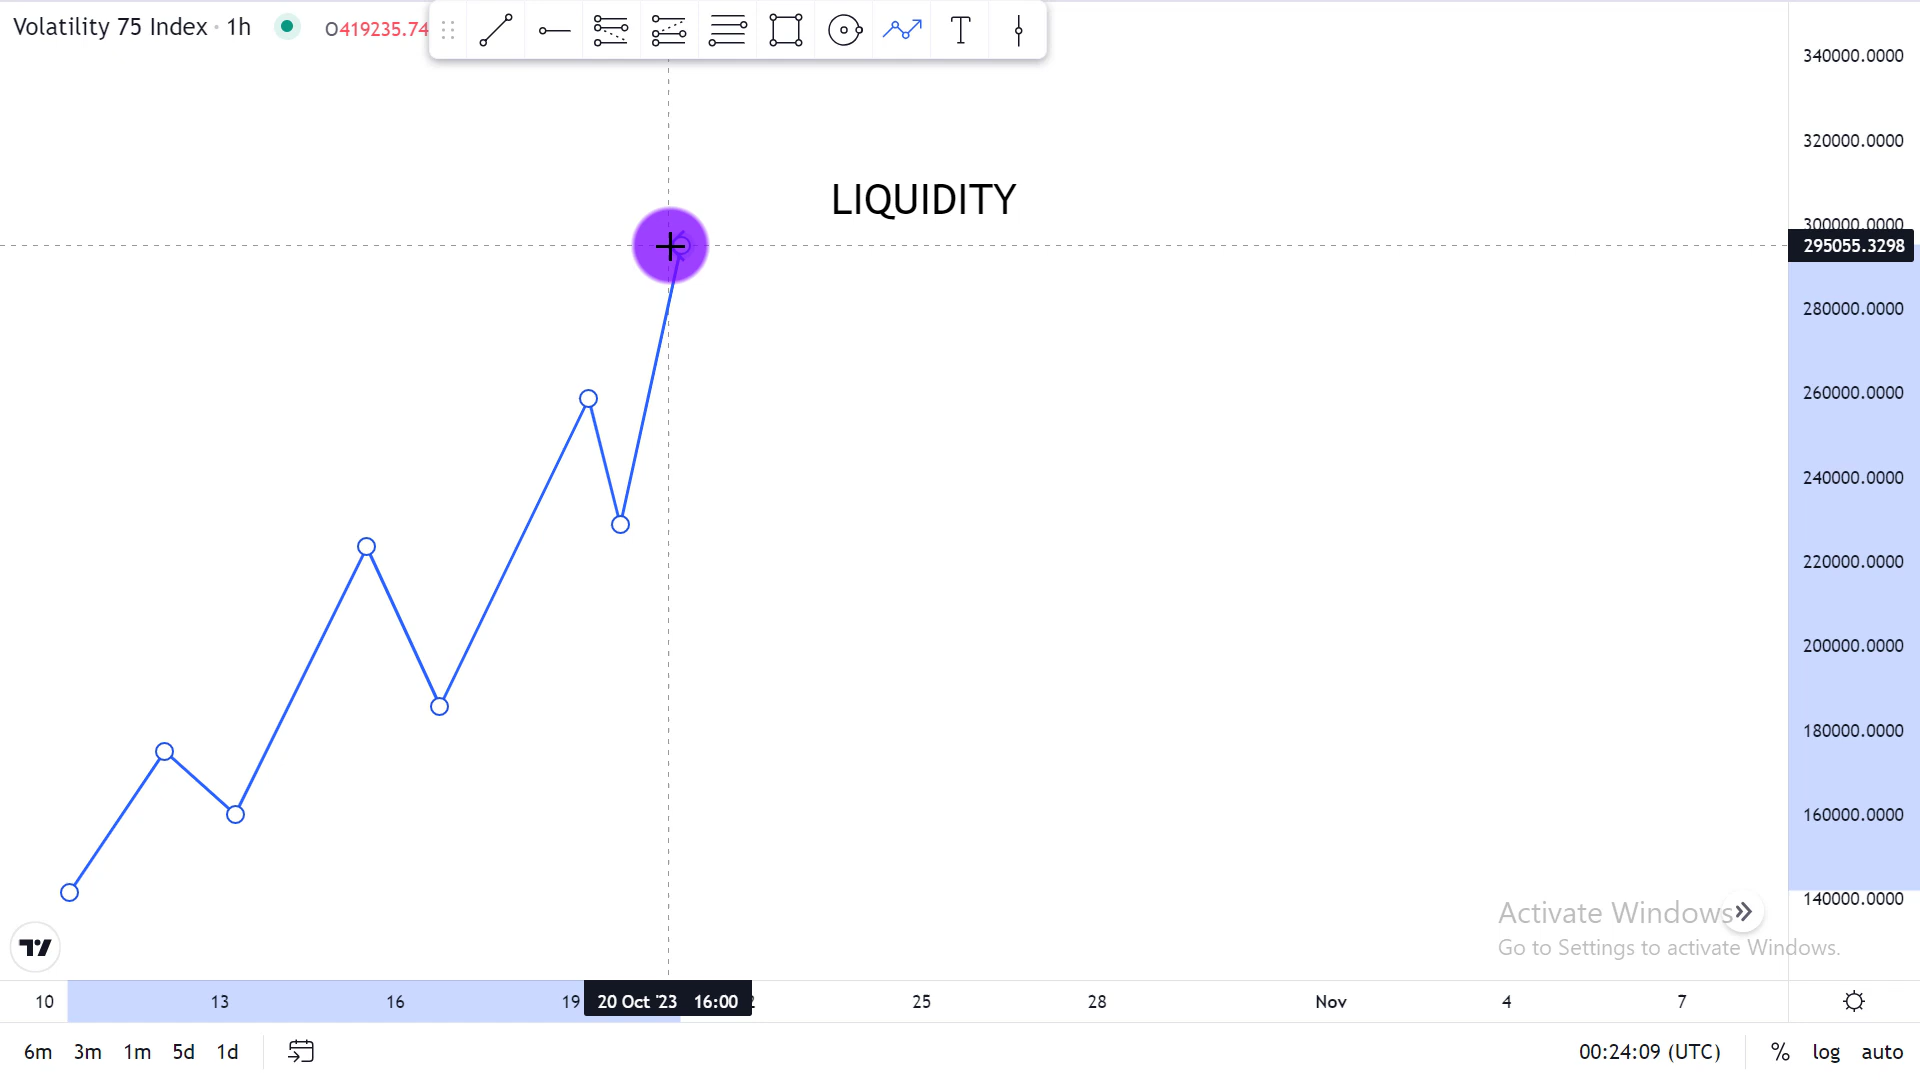 Volatility 75 Index · 1h
O419235.74
T
LIQUIDITY
340000.0000
320000.0000
300000.0000
295055.3298
280000.0000
260000.0000
240000.0000
220000.0000
200000.0000
180000.0000
160000.0000
140000.0000
Activate Windows
Go to Settings to activate Windows.
10 13 16 19 20 Oct '23 16:00 2 25 28 Nov 4 7
6m 3m 1m 5d 1d
00:24:09 (UTC) % log auto